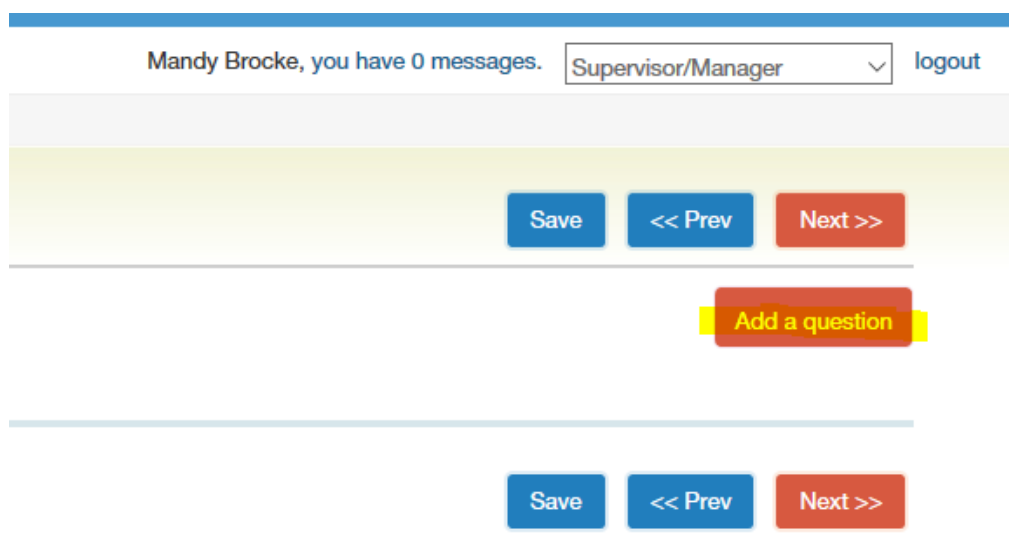 Mandy Brocke, you have 0 messages. Supervisor/Manager logout
Save << Prev Next >>
Add a question
Save << Prev Next >>